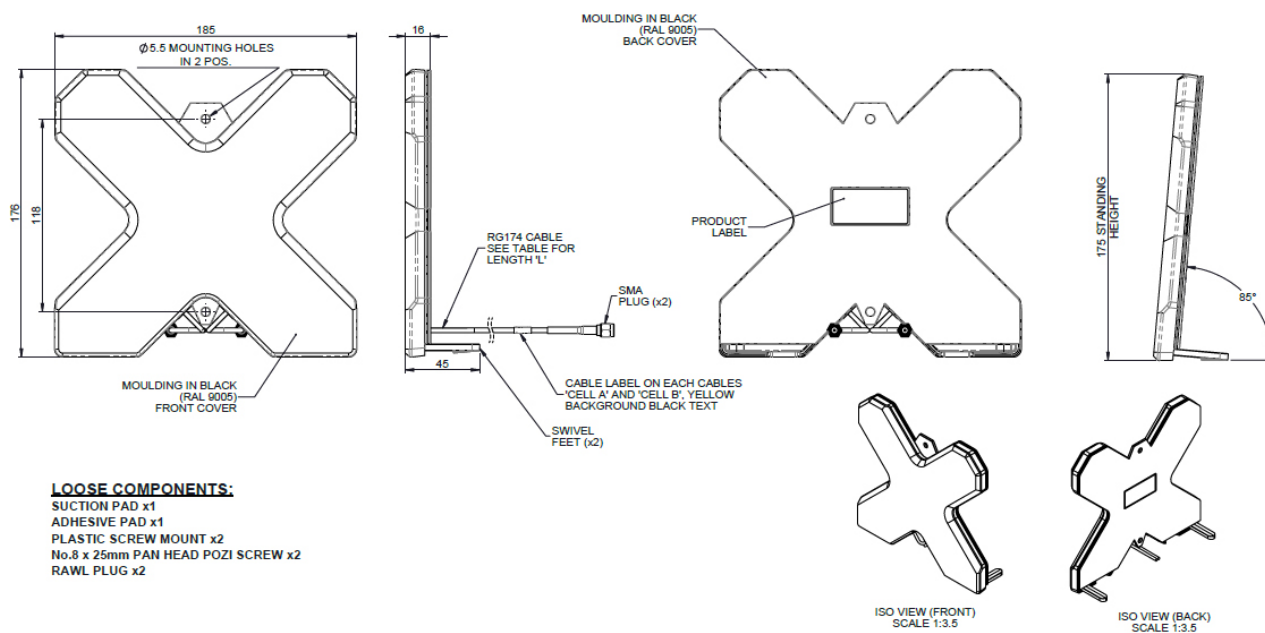 185
16
Ø5.5 MOUNTING HOLES
IN 2 POS.
176
118
MOULDING IN BLACK
(RAL 9005)
FRONT COVER
RG174 CABLE
SEE TABLE FOR
LENGTH 'L'
SMA
PLUG (x2)
45
CABLE LABEL ON EACH CABLES
'CELL A' AND 'CELL B', YELLOW
BACKGROUND BLACK TEXT
SWIVEL
FEET (x2)
MOULDING IN BLACK
(RAL 9005)
BACK COVER
PRODUCT
LABEL
175 STANDING
HEIGHT
85°
LOOSE COMPONENTS:
SUCTION PAD x1
ADHESIVE PAD x1
PLASTIC SCREW MOUNT x2
No.8 x 25mm PAN HEAD POZI SCREW x2
RAWL PLUG x2
ISO VIEW (FRONT)
SCALE 1:3.5
ISO VIEW (BACK)
SCALE 1:3.5